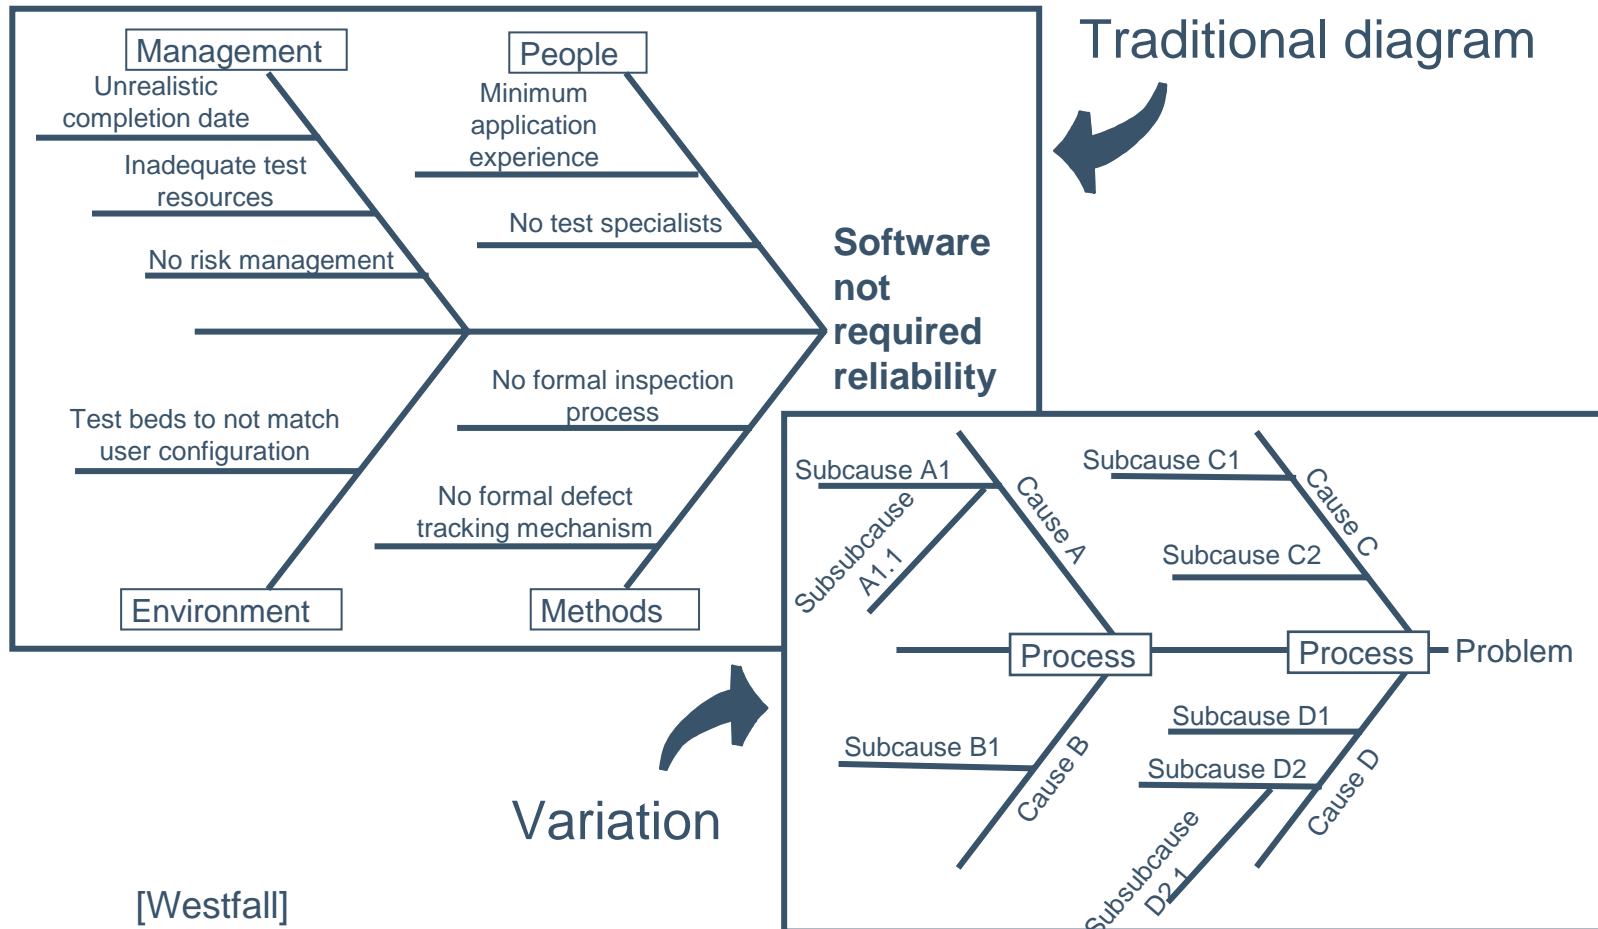 Traditional diagram
Management
Unrealistic
completion date
Inadequate test
resources
No risk management
People
Minimum
application
experience
No test specialists
Software
not
required
reliability
Test beds to not match
user configuration
Environment
No formal inspection
process
No formal defect
tracking mechanism
Methods
Variation
Subcause A1
Subsubcause
A1.1
Cause A
Subcause C1
Cause C
Subcause C2
Process
Process
Problem
Subcause B1
Cause B
Subcause D1
Subcause D2
Cause D
Subsubcause
D2.1
[Westfall]